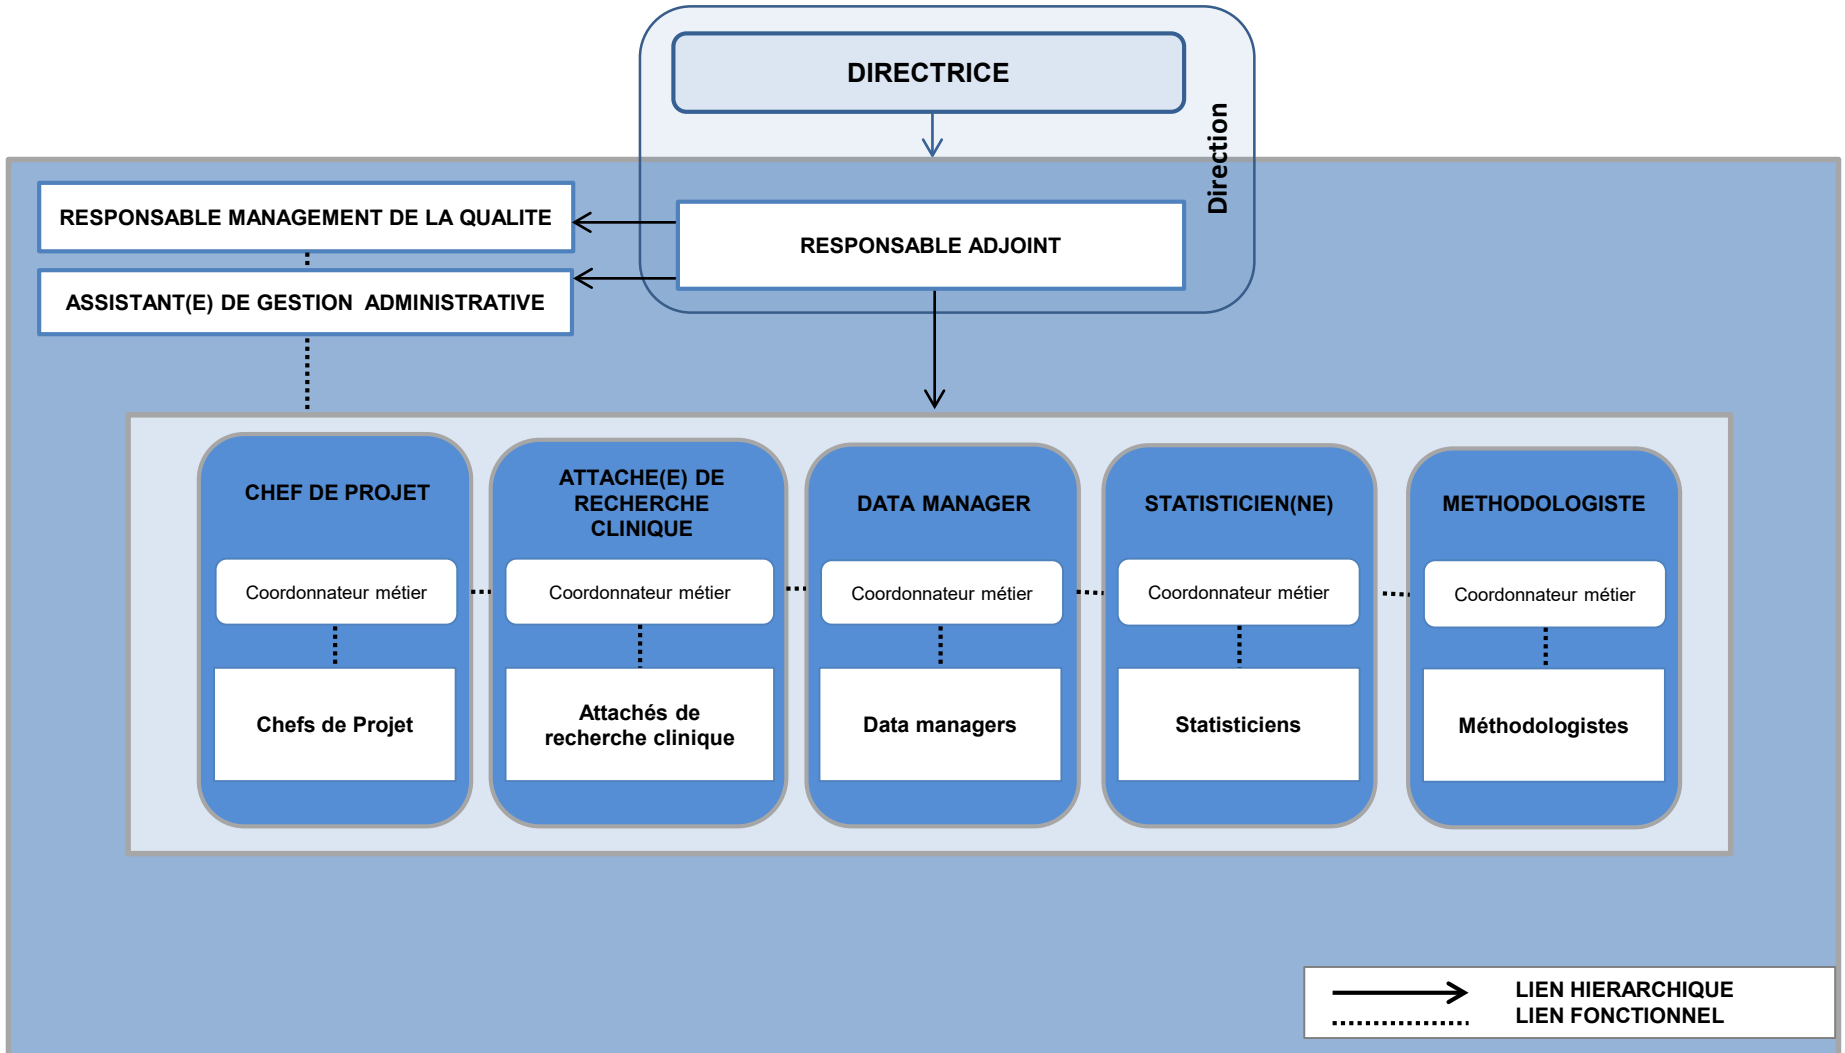 DIRECTRICE
Direction
RESPONSABLE MANAGEMENT DE LA QUALITE
RESPONSABLE ADJOINT
ASSISTANT(E) DE GESTION ADMINISTRATIVE
CHEF DE PROJET
Coordonnateur métier
Chefs de Projet
ATTACHE(E) DE
RECHERCHE
CLINIQUE
Coordonnateur métier
Attachés de
recherche clinique
DATA MANAGER
Coordonnateur métier
Data managers
STATISTICIEN(NE)
Coordonnateur métier
Statisticiens
METHODOLOGISTE
Coordonnateur métier
Méthodologistes
LIEN HIERARCHIQUE
LIEN FONCTIONNEL